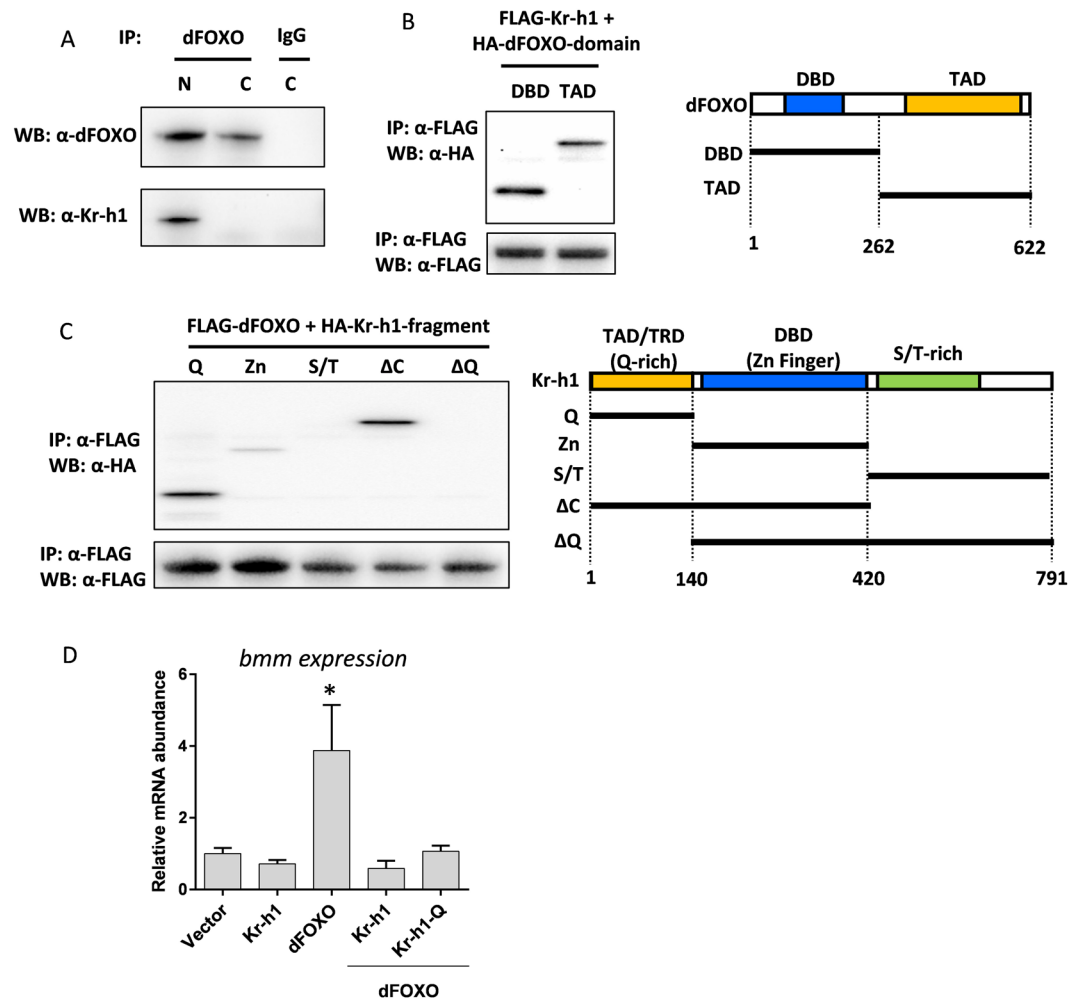 A
IP:
dFOXO
IgG
N
C
C
WB: α-dFOXO
WB: α-Kr-h1
B
FLAG-Kr-h1 +
HA-dFOXO-domain
DBD
TAD
IP: α-FLAG
WB: α-HA
IP: α-FLAG
WB: α-FLAG
DBD
TAD
dFOXO
DBD
TAD
1
262
622
C
FLAG-dFOXO + HA-Kr-h1-fragment
Q
Zn
S/T
ΔC
ΔQ
IP: α-FLAG
WB: α-HA
IP: α-FLAG
WB: α-FLAG
TAD/TRD
(Q-rich)
DBD
(Zn Finger)
S/T-rich
Kr-h1
Q
Zn
S/T
ΔC
ΔQ
1
140
420
791
D
bmm expression
Relative mRNA abundance
6
4
2
0
*
Vector
Kr-h1
dFOXO
Kr-h1
Kr-h1-Q
dFOXO